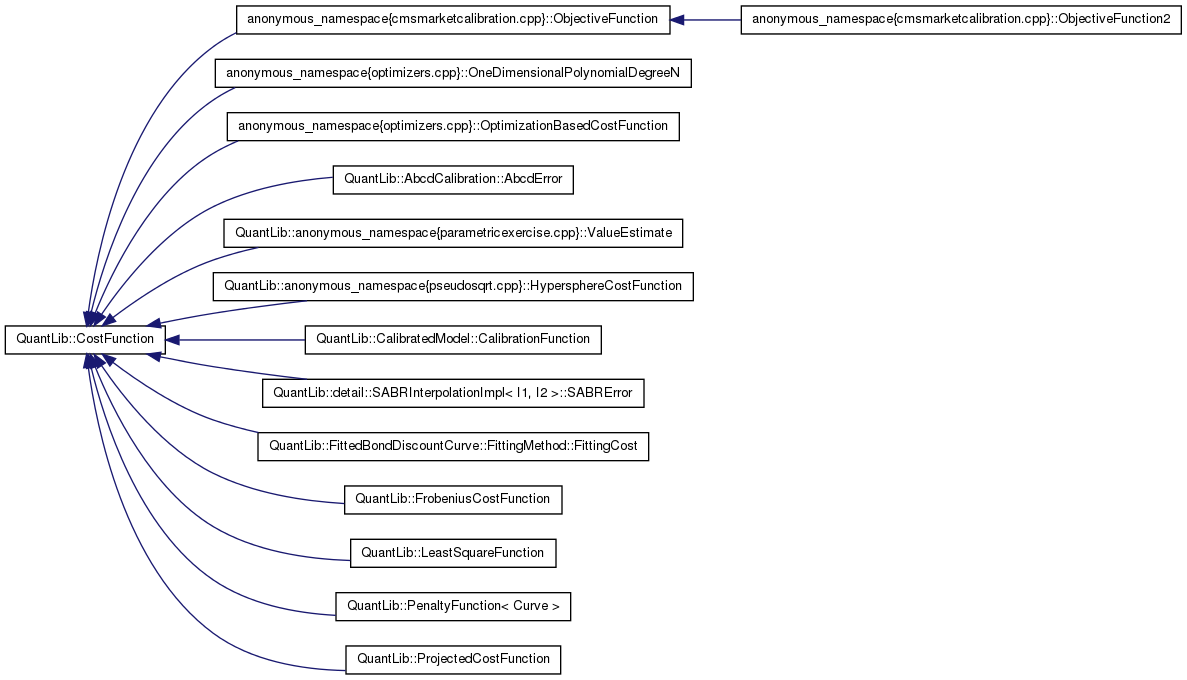 anonymous_namespace{cmsmarketcalibration.cpp}::ObjectiveFunction
anonymous_namespace{cmsmarketcalibration.cpp}::ObjectiveFunction2
anonymous_namespace{optimizers.cpp}::OneDimensionalPolynomialDegreeN
anonymous_namespace{optimizers.cpp}::OptimizationBasedCostFunction
QuantLib::AbcdCalibration::AbcdError
QuantLib::anonymous_namespace{parametricexercise.cpp}::ValueEstimate
QuantLib::anonymous_namespace{pseudosqrt.cpp}::HypersphereCostFunction
QuantLib::CostFunction
QuantLib::CalibratedModel::CalibrationFunction
QuantLib::detail::SABRInterpolationImpl< I1, I2 >::SABRError
QuantLib::FittedBondDiscountCurve::FittingMethod::FittingCost
QuantLib::FrobeniusCostFunction
QuantLib::LeastSquareFunction
QuantLib::PenaltyFunction< Curve >
QuantLib::ProjectedCostFunction